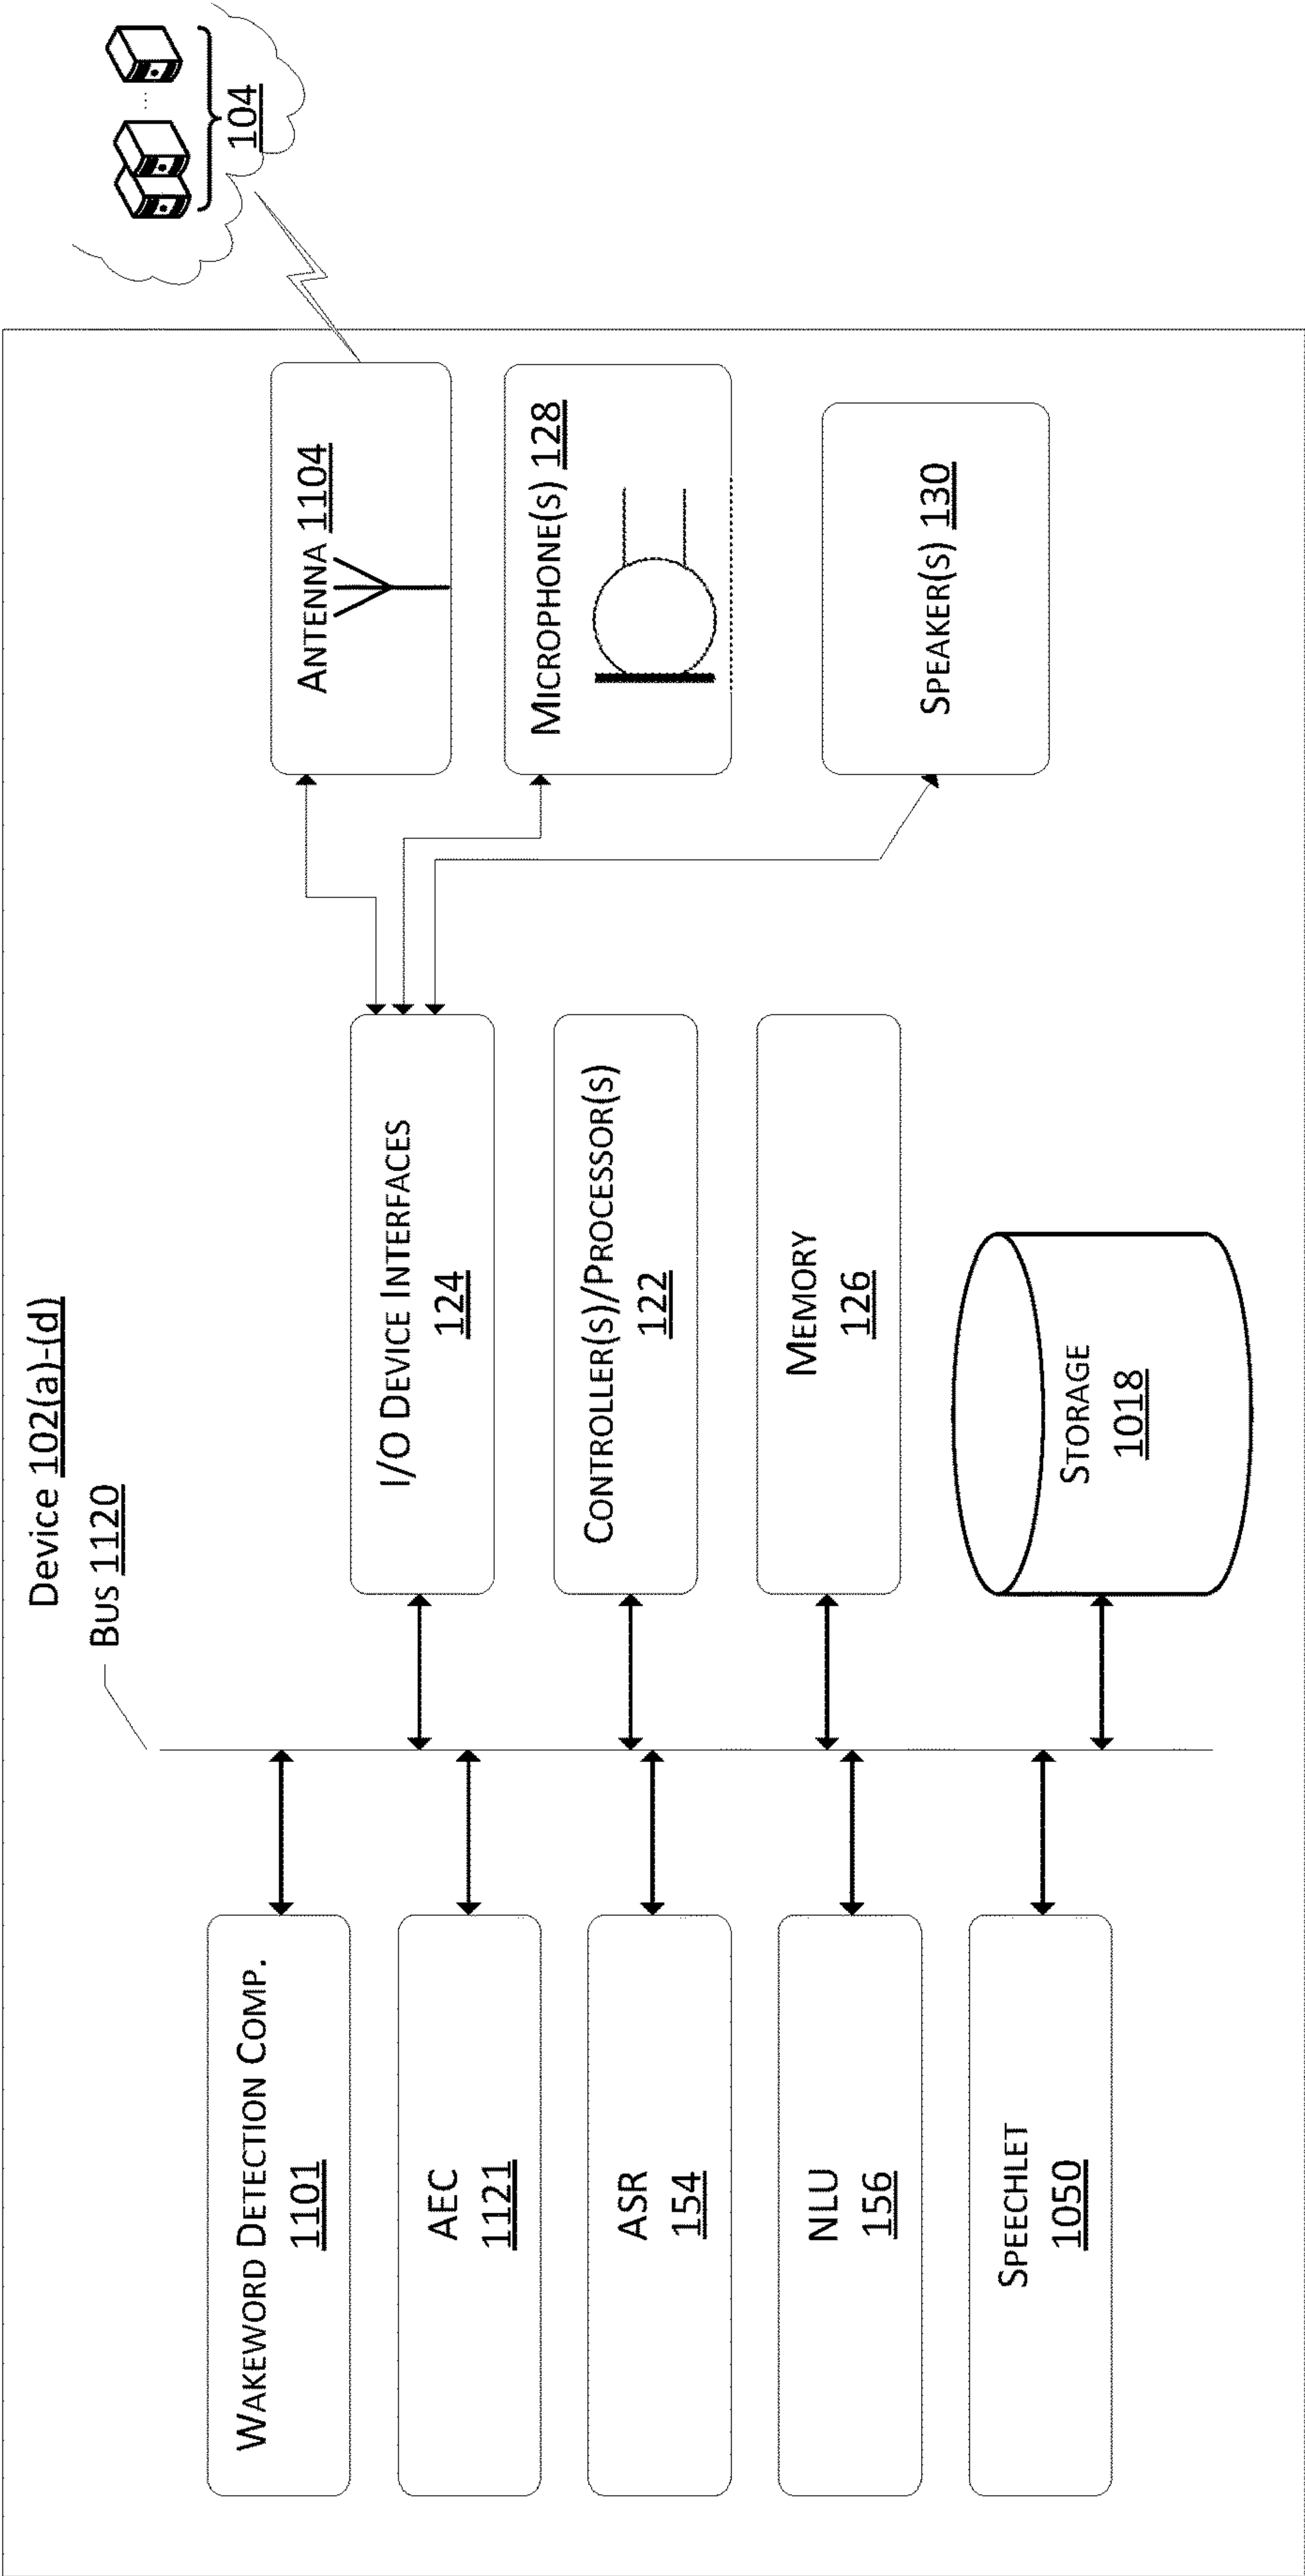 Device 102(a)-(d)
BUS 1120
WAKEWORD DETECTION COMP.
1101
AEC
1121
ASR
154
NLU
156
SPEECHLET
1050
I/O DEVICE INTERFACES
124
CONTROLLER(S)/PROCESSOR(S)
122
MEMORY
126
STORAGE
1018
ANTENNA 1104
MICROPHONE(S) 128
SPEAKER(S) 130
104